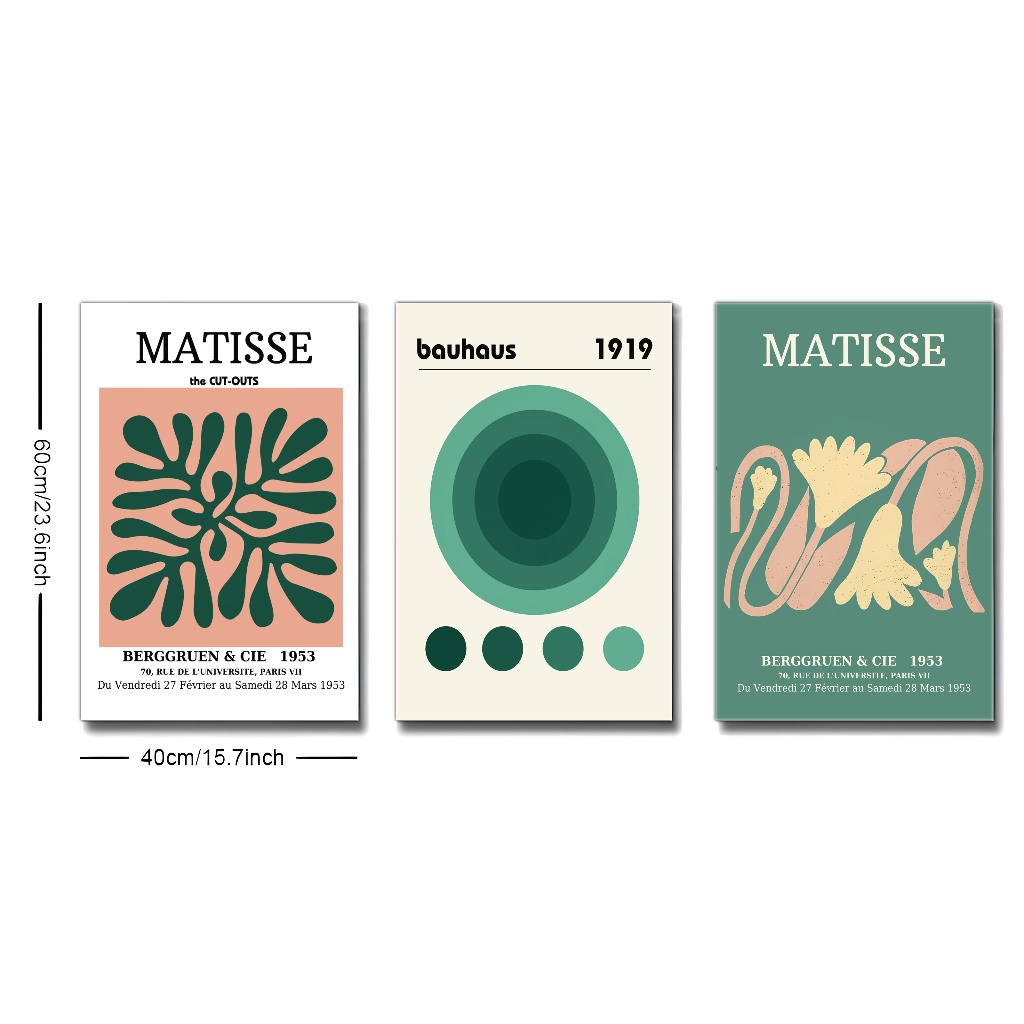 MATISSE
the CUT-OUTS
BERGGRUEN & CIE 1953
70, RUE DE L'UNIVERSITE, PARIS VII
Du Vendredi 27 Février au Samedi 28 Mars 1953
bauhaus 1919
MATISSE
BERGGRUEN & CIE 1953
70, RUE DE L'UNIVERSITE, PARIS VII
Du Vendredi 27 Février au Samedi 28 Mars 1953
60cm/23.6inch
40cm/15.7inch